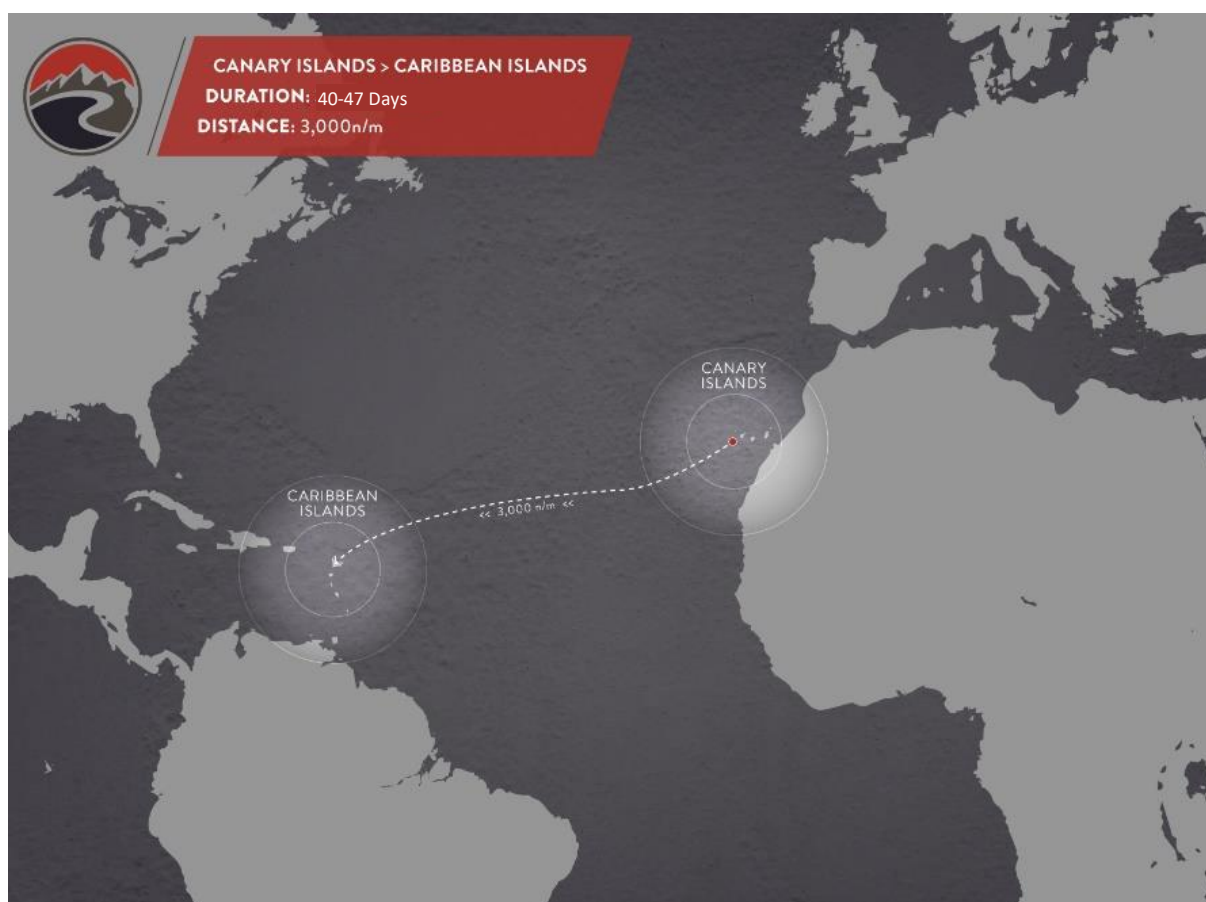 CANARY ISLANDS > CARIBBEAN ISLANDS
DURATION: 40-47 Days
DISTANCE: 3,000n/m
CANARY
ISLANDS
CARIBBEAN
ISLANDS
<< 3,000 n/m <<